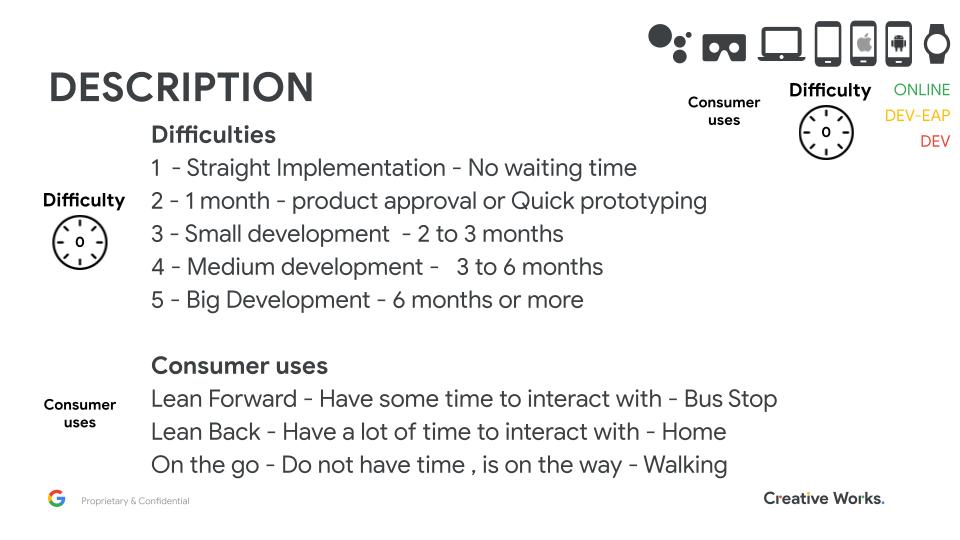 DESCRIPTION
Consumer
uses
Difficulty
0
ONLINE
DEV-EAP
DEV
Difficulties
1 - Straight Implementation - No waiting time
2 - 1 month - product approval or Quick prototyping
3 - Small development - 2 to 3 months
4 - Medium development - 3 to 6 months
5 - Big Development - 6 months or more
Difficulty
0
Consumer uses
Lean Forward - Have some time to interact with - Bus Stop
Lean Back - Have a lot of time to interact with - Home
On the go - Do not have time , is on the way - Walking
Consumer
uses
G
Proprietary & Confidential
Creative Works.